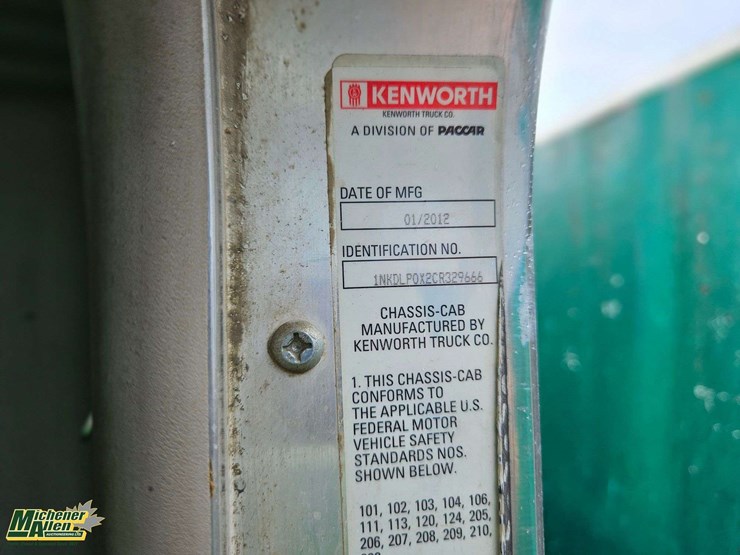 KENWORTH
KENWORTH TRUCK CO.
A DIVISION OF PACCAR
DATE OF MFG
01/2012
IDENTIFICATION NO.
1NKDLP0X2CR329666
CHASSIS-CAB
MANUFACTURED BY
KENWORTH TRUCK CO.
1. THIS CHASSIS-CAB
CONFORMS TO
THE APPLICABLE U.S.
FEDERAL MOTOR
VEHICLE SAFETY
STANDARDS NOS.
SHOWN BELOW.
101, 102, 103, 104, 106,
111, 113, 120, 124, 205,
206, 207, 208, 209, 210,
Michener
Allen
AUCTIONEERING LTD.